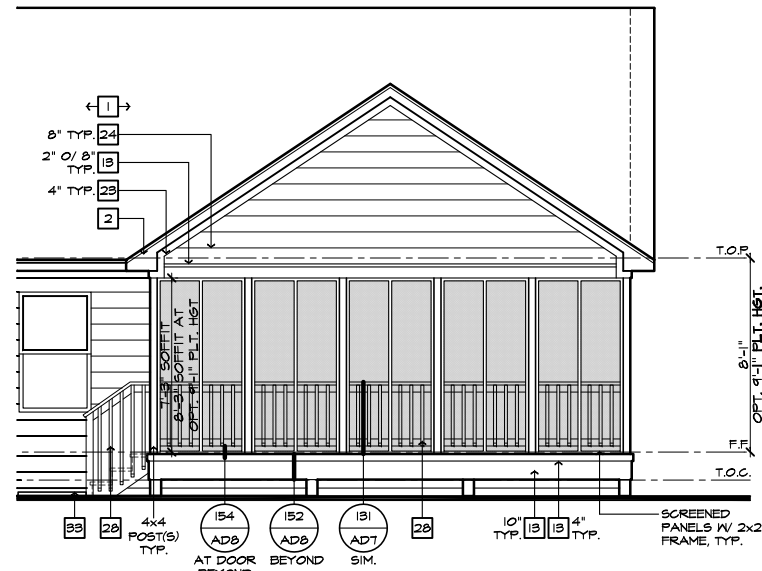 1
8" TYP. 24
2" O/ 8" 13
TYP.
4" TYP. 23
2
T.O.P.
7'-3" SOFFIT
8'-3" SOFFIT AT
OPT. 9'-1" PLT. HGT
8'-1"
OPT. 9'-1" PLT. HGT.
F.F.
T.O.C.
33
28
4x4
POST(S)
TYP.
154
AD8
AT DOOR
BEYOND
152
AD8
BEYOND
131
AD7
SIM.
28
10" 13
TYP.
13 4"
TYP.
SCREENED
PANELS W/ 2x2
FRAME, TYP.